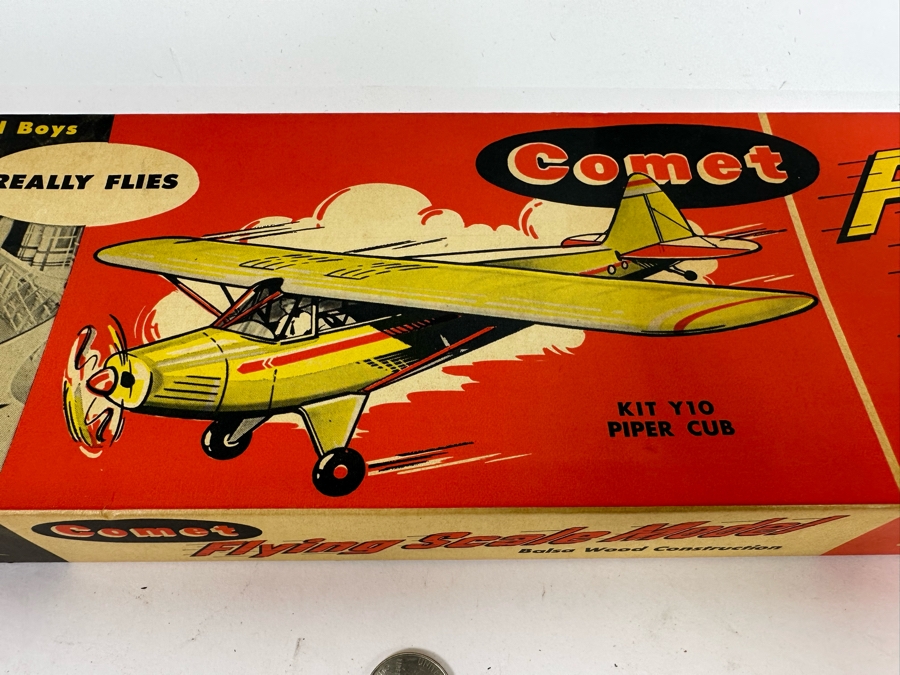 Boys
REALLY FLIES
Comet
KIT Y10
PIPER CUB
Comet
Flying Scale Model
Balsa Wood Construction